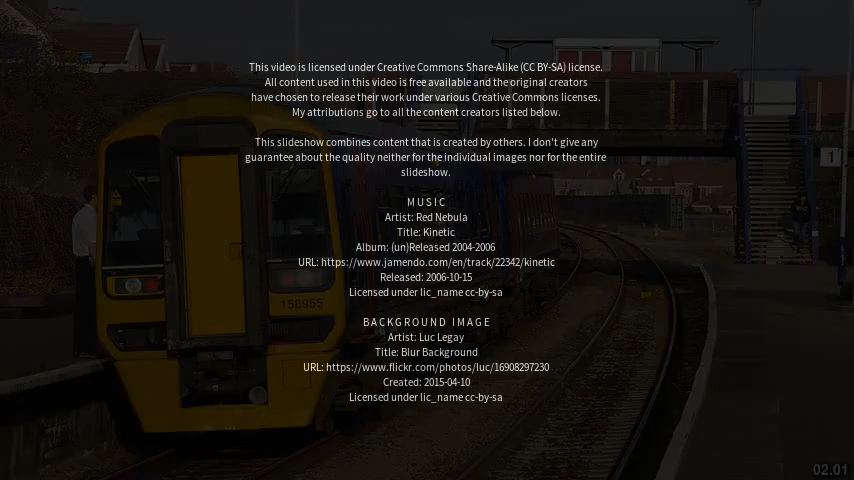 This video is licensed under Creative Commons Share-Alike (CC BY-SA) license.
All content used in this video is free available and the original creators
have chosen to release their work under various Creative Commons licenses.
My attributions go to all the content creators listed below.
This slideshow combines content that is created by others. I don't give any
guarantee about the quality neither for the individual images nor for the entire
slideshow.
MUSIC
Artist: Red Nebula
Title: Kinetic
Album: (un)Released 2004-2006
URL: https://www.jamendo.com/en/track/22342/kinetic
Released: 2006-10-15
Licensed under lic_name cc-by-sa
BACKGROUND IMAGE
Artist: Luc Legay
Title: Blur Background
URL: https://www.flickr.com/photos/luc/16908297230
Created: 2015-04-10
Licensed under lic_name cc-by-sa
1
158955
02.01